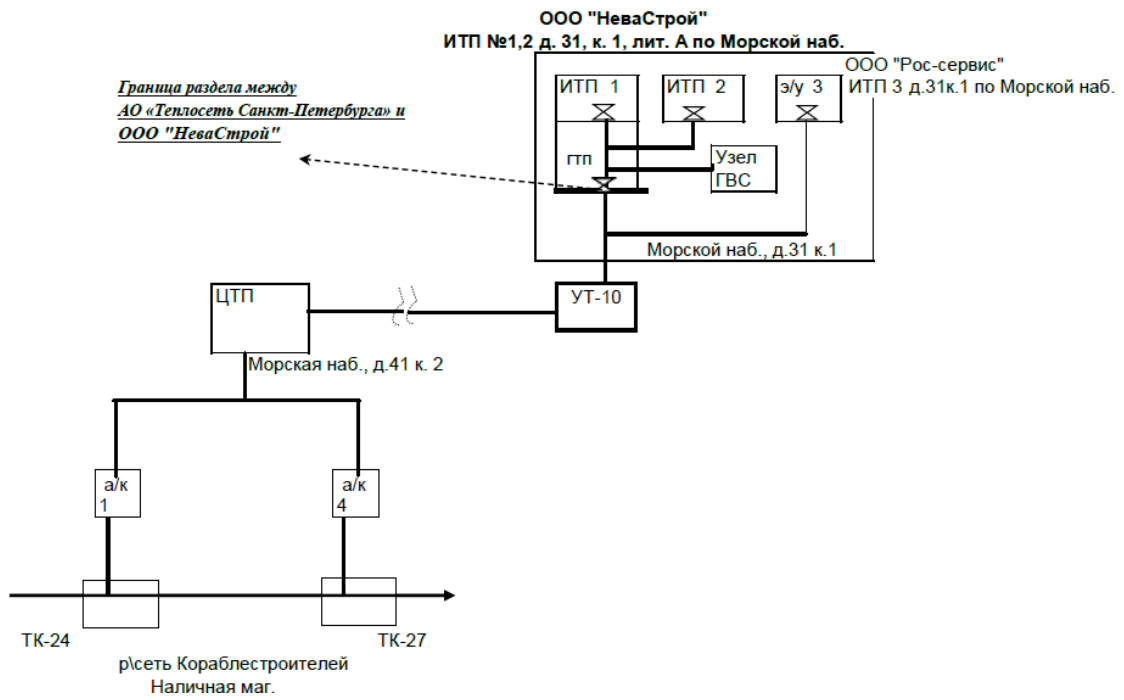 ООО "НеваСтрой"
ИТП №1,2 д. 31, к. 1, лит. А по Морской наб.
Граница раздела между
АО «Теплосеть Санкт-Петербурга» и
ООО "НеваСтрой"
ИТП 1
ИТП 2
э/у 3
ООО "Рос-сервис"
ИТП 3 д.31к.1 по Морской наб.
гтп
Узел
ГВС
Морской наб., д.31 к.1
ЦТП
УТ-10
Морская наб., д.41 к. 2
а/к
1
а/к
4
ТК-24
ТК-27
р\сеть Кораблестроителей
Наличная маг.